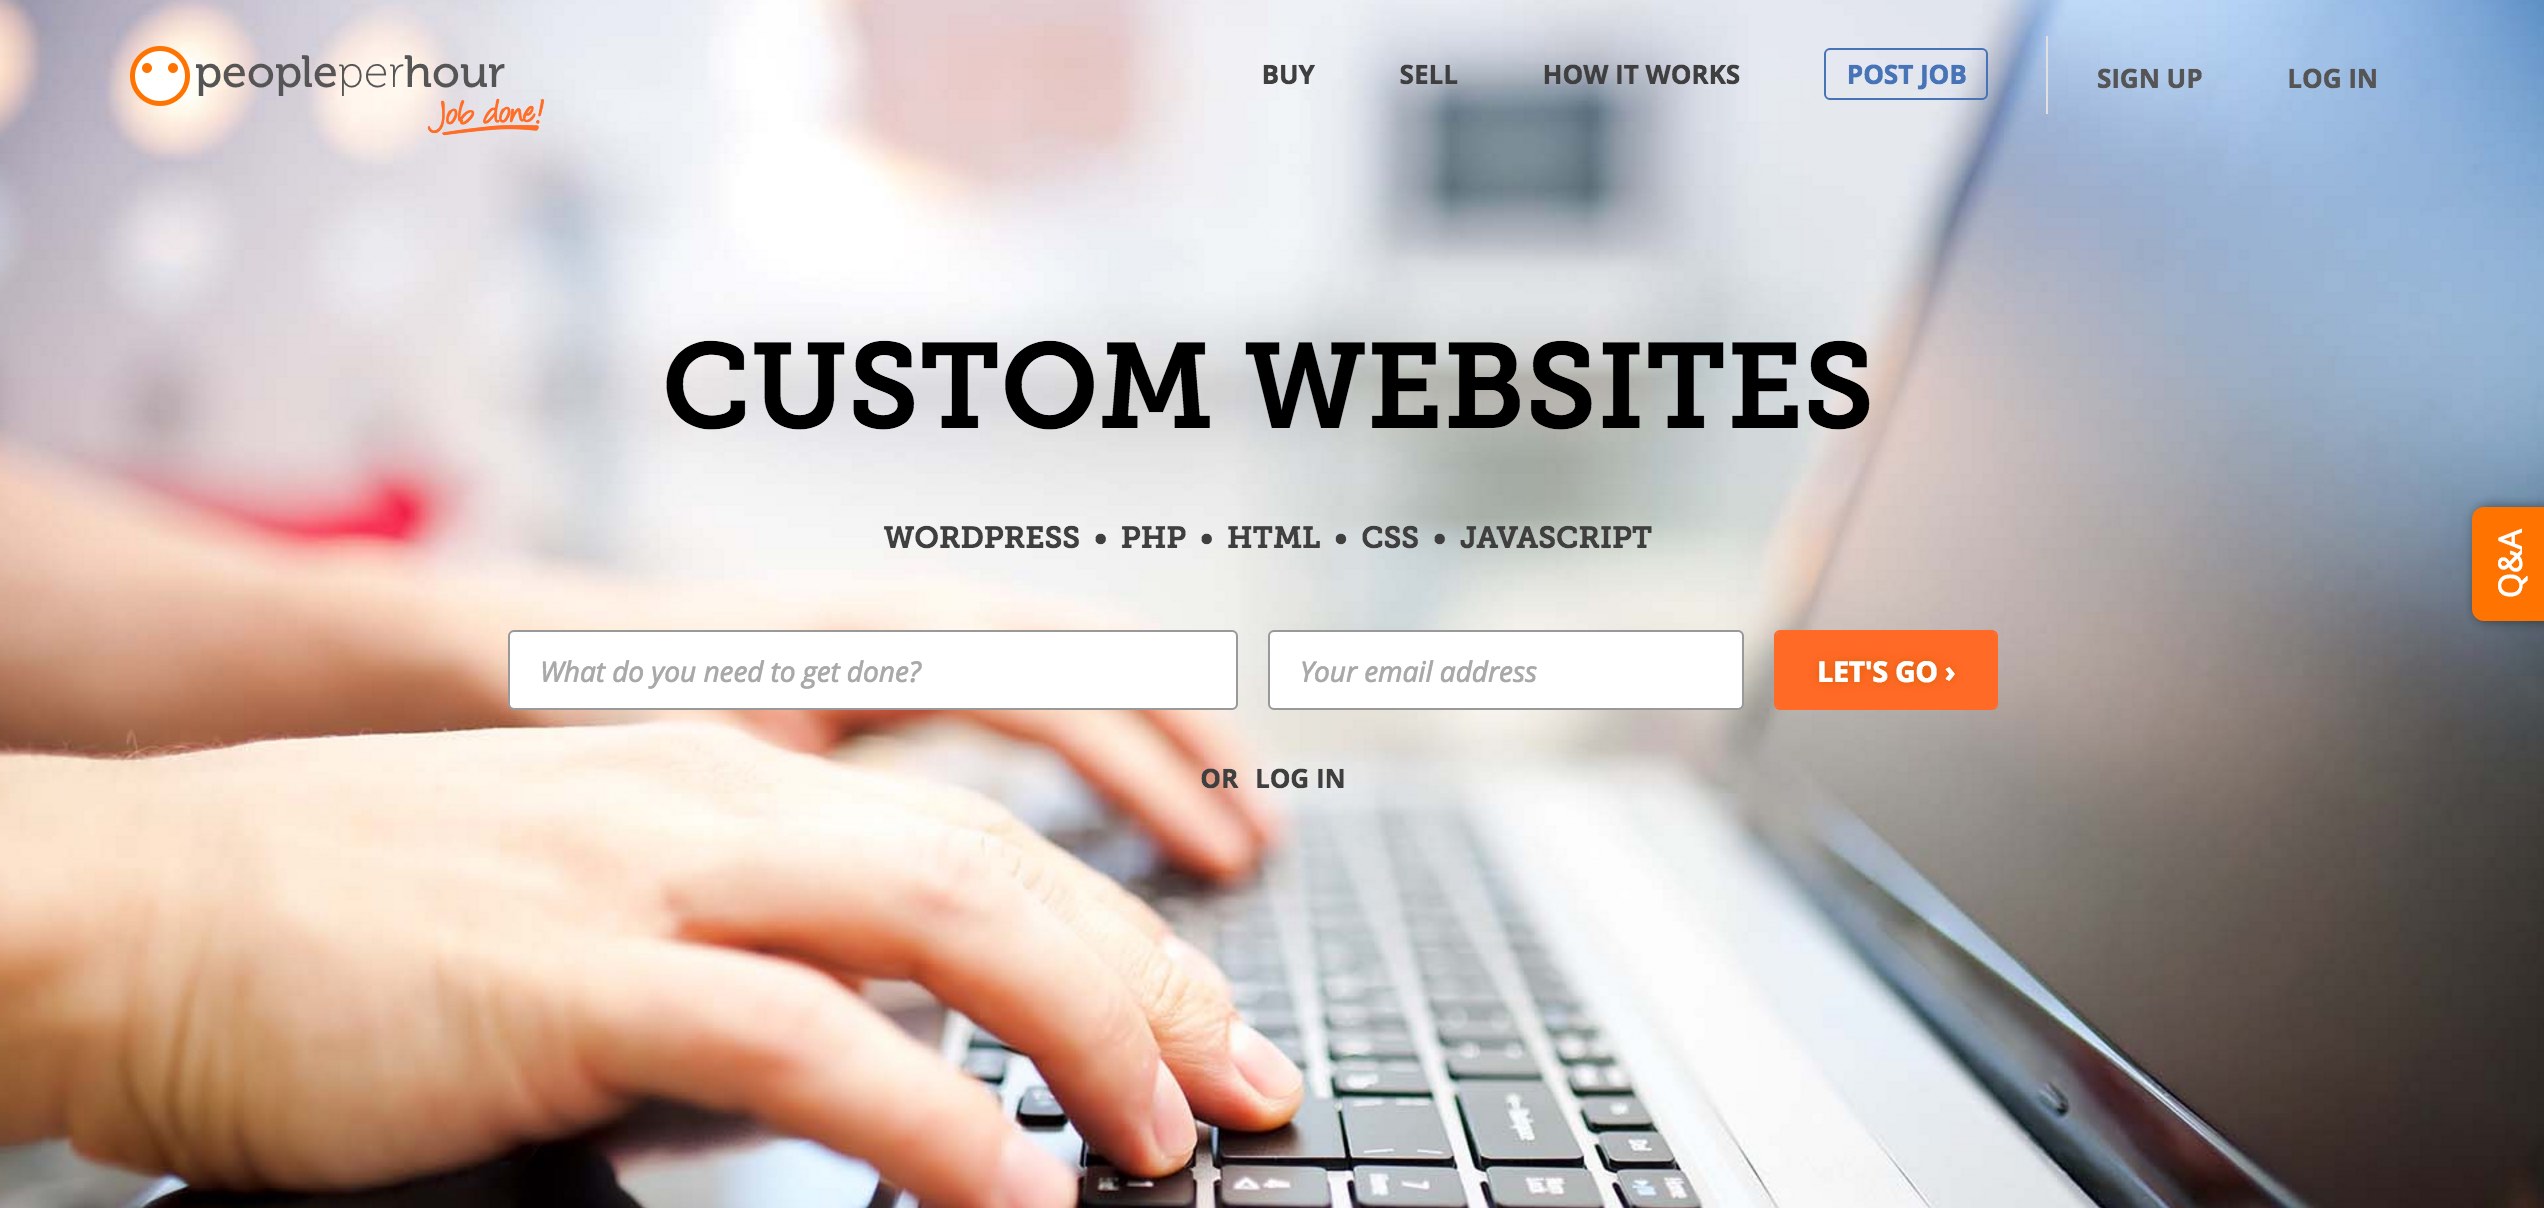 peopleperhour
Job done!
BUY SELL HOW IT WORKS POST JOB SIGN UP LOG IN
CUSTOM WEBSITES
WORDPRESS • PHP • HTML • CSS • JAVASCRIPT
Q&A
What do you need to get done? Your email address LET'S GO ›
OR LOG IN